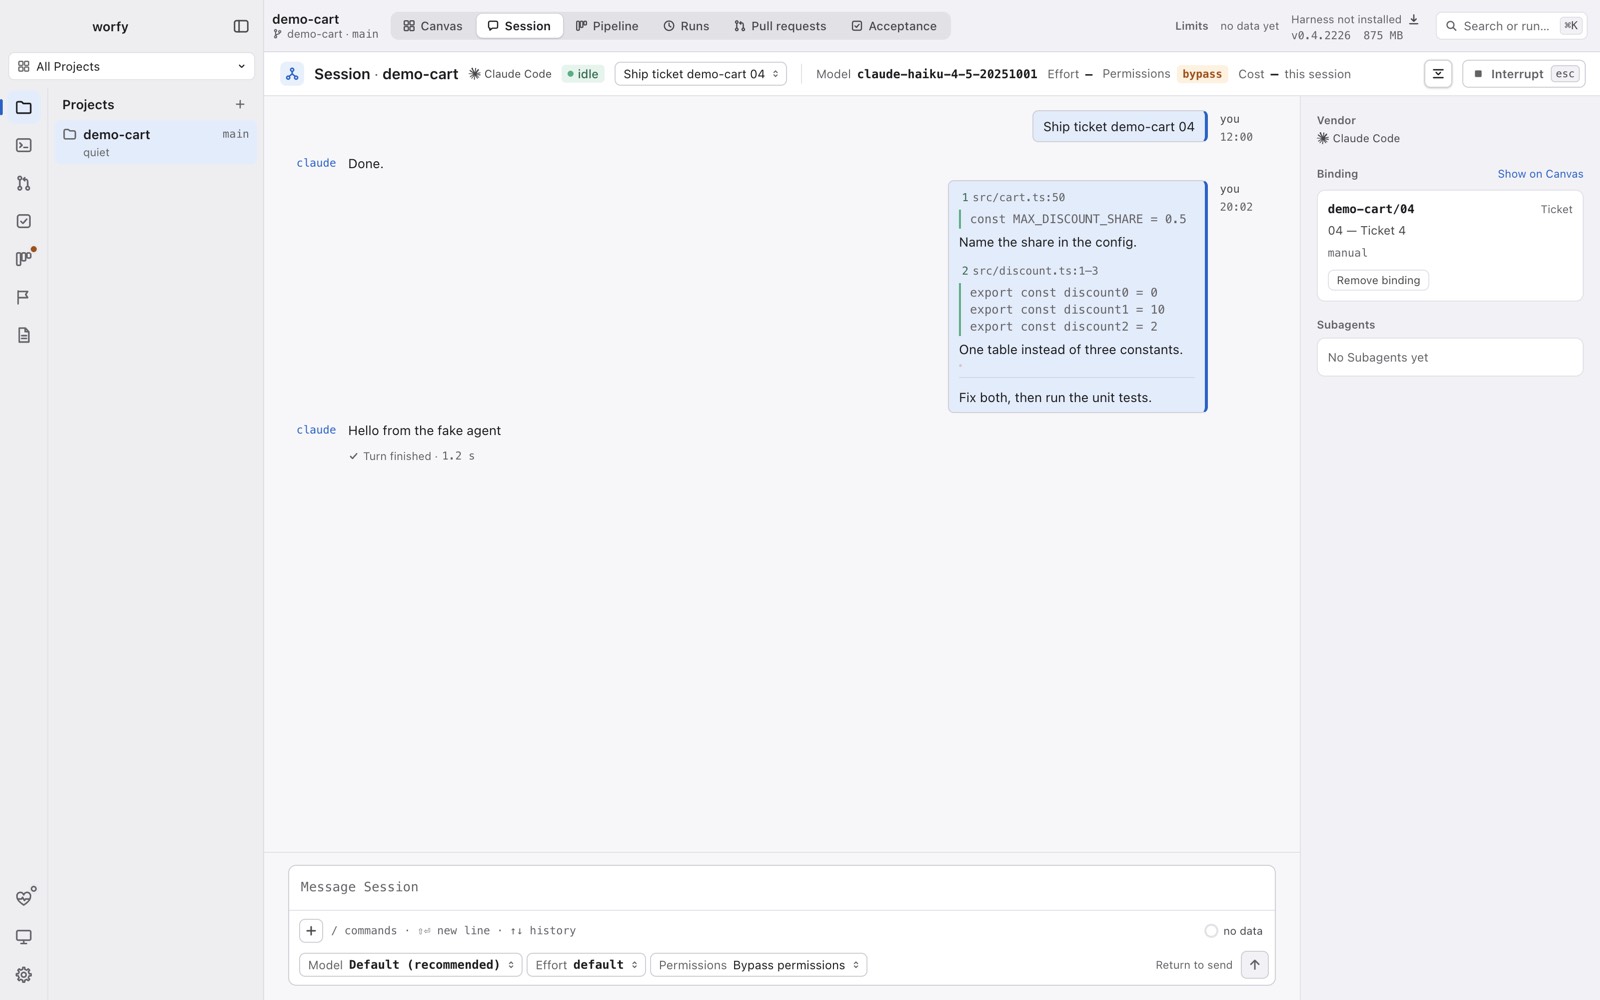 worfy
All Projects
Projects
demo-cart main
quiet
demo-cart
demo-cart · main
Canvas Session Pipeline Runs Pull requests Acceptance
Limits no data yet
Harness not installed
v0.4.2226 875 MB
Search or run... ⌘K
Session · demo-cart Claude Code idle Ship ticket demo-cart 04 Model claude-haiku-4-5-20251001 Effort — Permissions bypass Cost — this session Interrupt esc
Ship ticket demo-cart 04
you
12:00
claude Done.
you
20:02
1 src/cart.ts:50
const MAX_DISCOUNT_SHARE = 0.5
Name the share in the config.
2 src/discount.ts:1–3
export const discount0 = 0
export const discount1 = 10
export const discount2 = 2
One table instead of three constants.
Fix both, then run the unit tests.
claude Hello from the fake agent
Turn finished · 1.2 s
Vendor
Claude Code
Binding Show on Canvas
demo-cart/04 Ticket
04 — Ticket 4
manual
Remove binding
Subagents
No Subagents yet
Message Session
/ commands · ⇧⏎ new line · ↑↓ history
no data
Model Default (recommended) Effort default Permissions Bypass permissions
Return to send